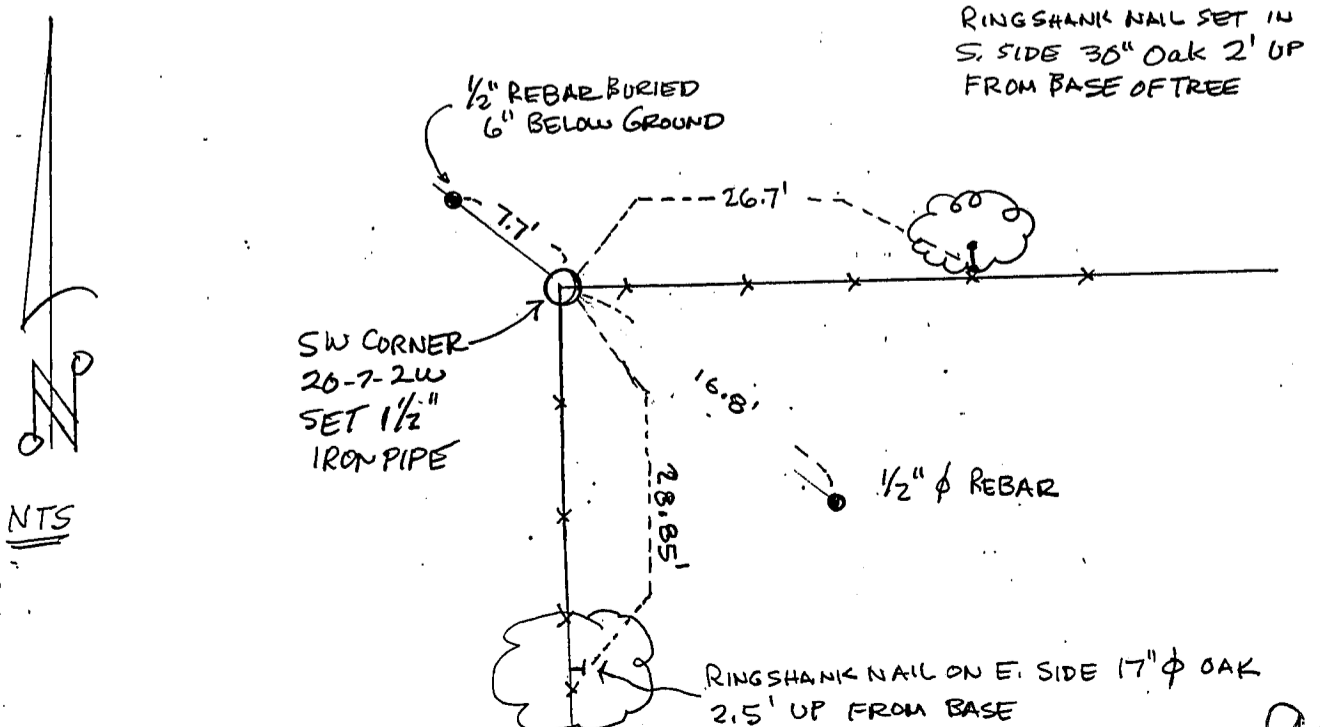 RINGSHANK NAIL SET IN
S. SIDE 30" Oak 2' UP
FROM BASE OF TREE
1/2" REBAR BURIED
6" BELOW GROUND
26.7'
7.7'
SW CORNER
20-7-2W
SET 1 1/2"
IRON PIPE
16.8'
28.85'
1/2" ϕ REBAR
N
NTS
RINGSHANK NAIL ON E. SIDE 17" ϕ OAK
2.5' UP FROM BASE